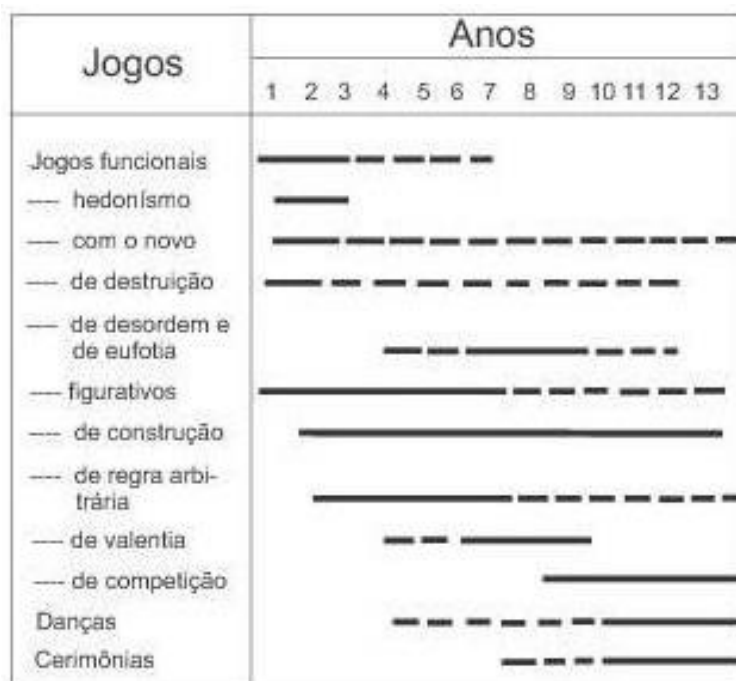 Jogos
Anos
1 2 3 4 5 6 7 8 9 10 11 12 13
Jogos funcionais
---- hedonísmo
---- com o novo
---- de destruição
---- de desordem e
de eufotia
---- figurativos
---- de construção
---- de regra arbi-
trária
---- de valentia
---- de competição
Danças
Cerimônias